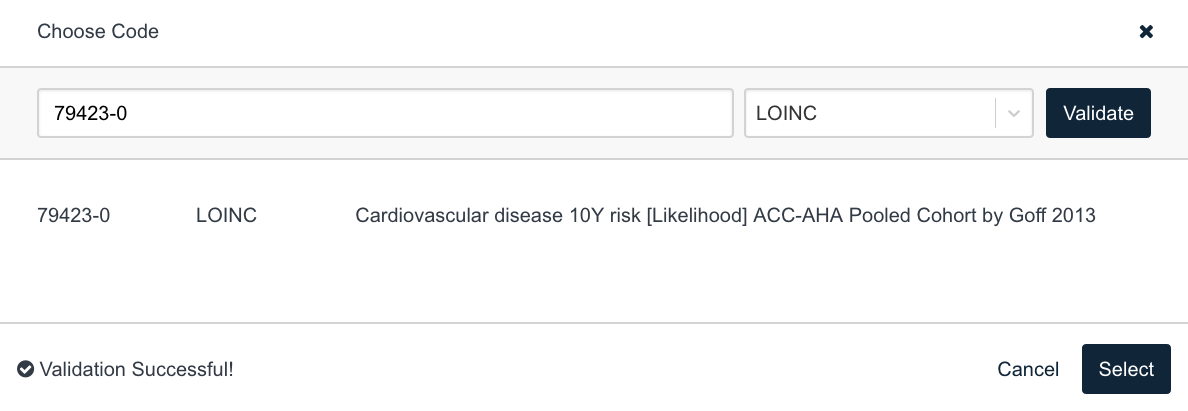 Choose Code
79423-0 LOINC Validate
79423-0 LOINC Cardiovascular disease 10Y risk [Likelihood] ACC-AHA Pooled Cohort by Goff 2013
Validation Successful! Cancel Select